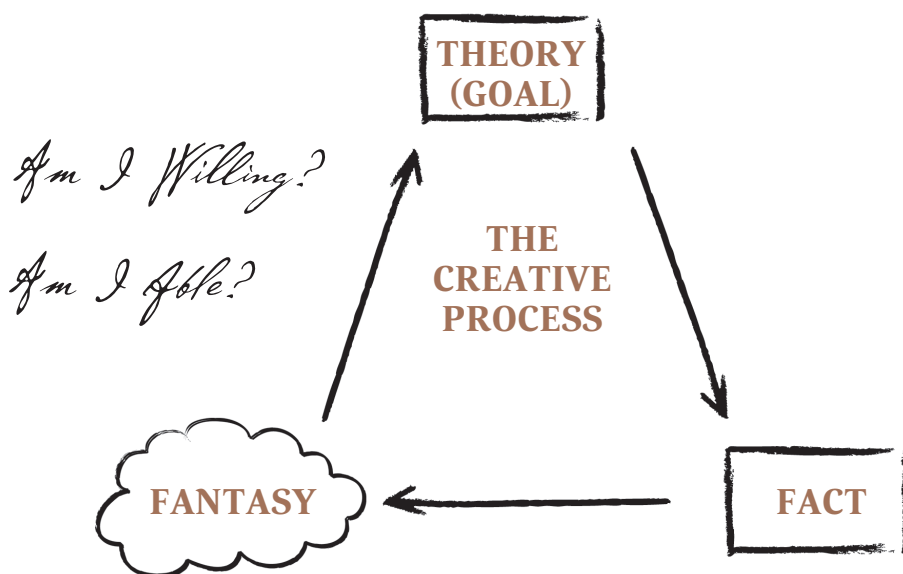 THEORY
(GOAL)
Am I Willing?
Am I Able?
THE
CREATIVE
PROCESS
FANTASY
FACT